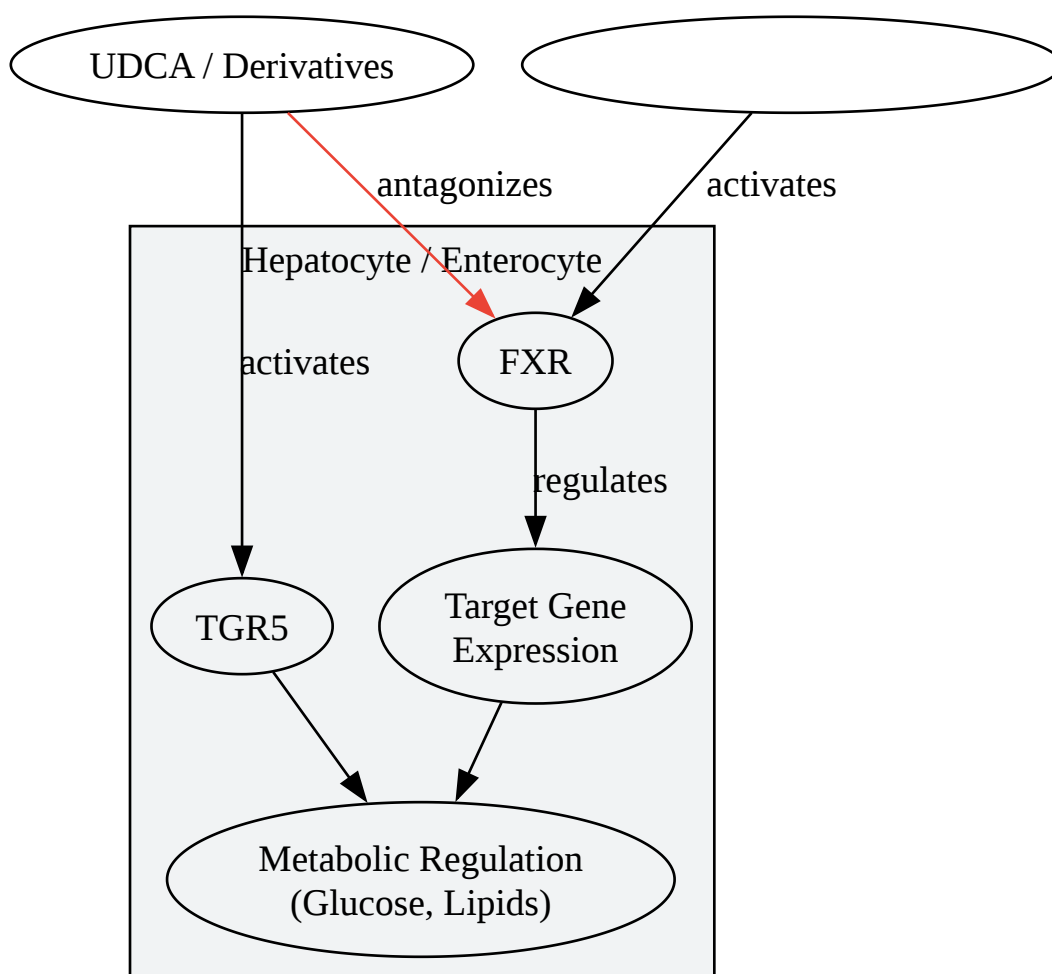 UDCA / Derivatives
antagonizes
activates
Hepatocyte / Enterocyte
activates
FXR
regulates
TGR5
Target Gene
Expression
Metabolic Regulation
(Glucose, Lipids)